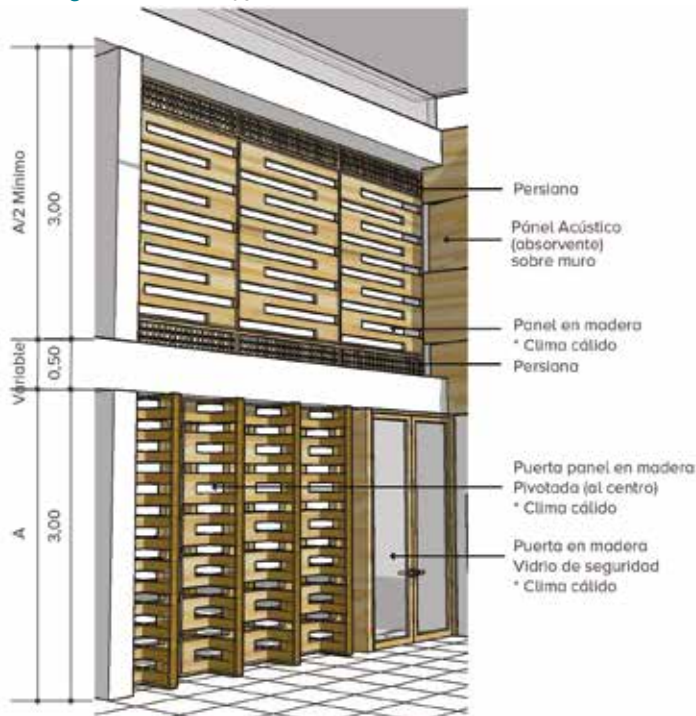 A/2 Mínimo
3,00
Variable
0,50
A
3,00
Persiana
Pánel Acústico
(absorvente)
sobre muro
Panel en madera
* Clima cálido
Persiana
Puerta panel en madera
Pivotada (al centro)
* Clima cálido
Puerta en madera
Vidrio de seguridad
* Clima cálido